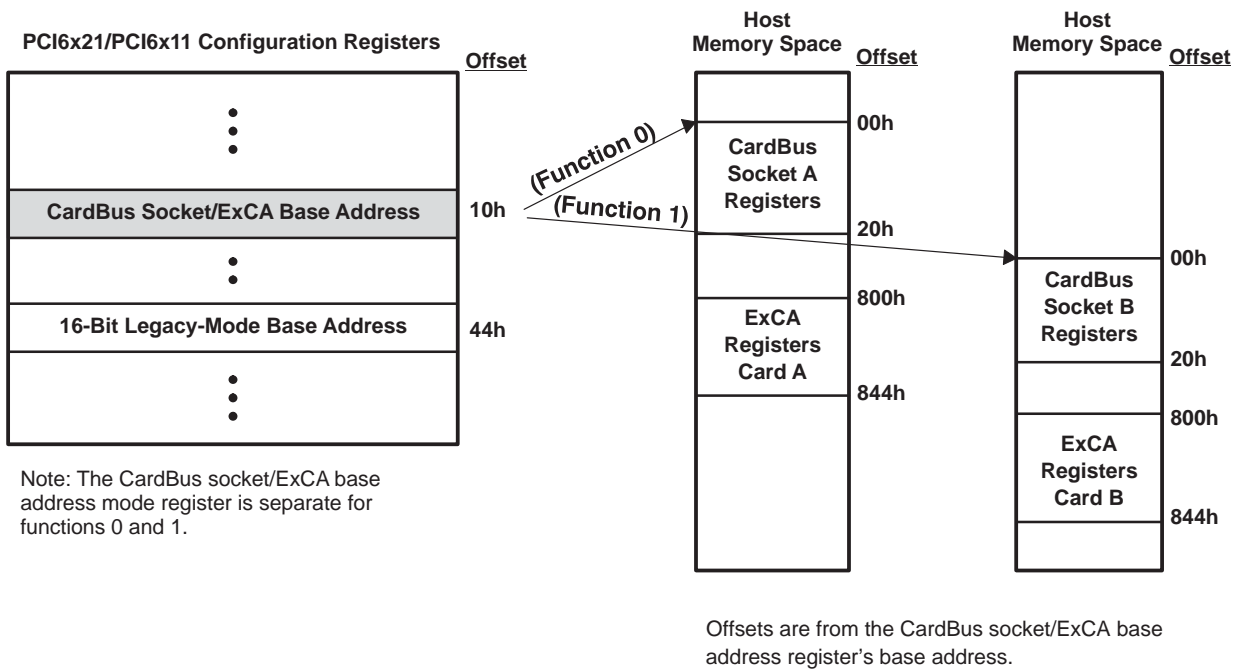 PCI6x21/PCI6x11 Configuration Registers
Offset
CardBus Socket/ExCA Base Address
10h
16-Bit Legacy-Mode Base Address
44h
Note: The CardBus socket/ExCA base
address mode register is separate for
functions 0 and 1.
(Function 0)
(Function 1)
Host
Memory Space
Offset
00h
CardBus
Socket A
Registers
20h
800h
ExCA
Registers
Card A
844h
Host
Memory Space
Offset
00h
CardBus
Socket B
Registers
20h
800h
ExCA
Registers
Card B
844h
Offsets are from the CardBus socket/ExCA base
address register’s base address.